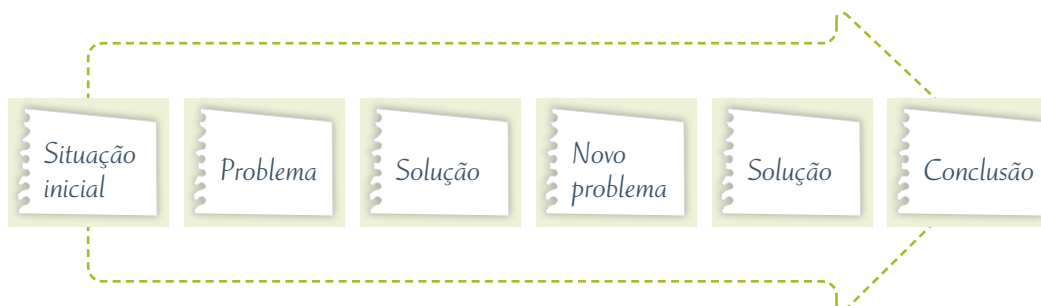 Situação
inicial
Problema
Solução
Novo
problema
Solução
Conclusão